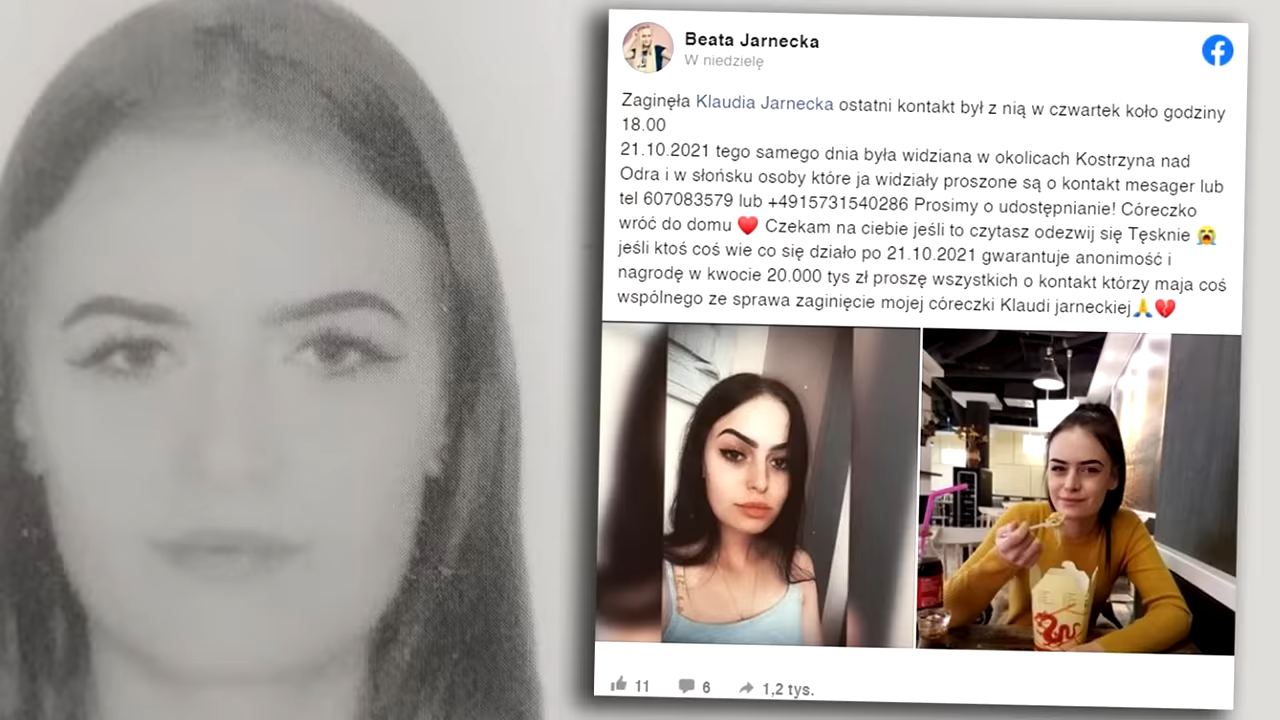 Beata Jarnecka
W niedzielę
Zaginęła Klaudia Jarnecka ostatni kontakt był z nią w czwartek koło godziny
18.00
21.10.2021 tego samego dnia była widziana w okolicach Kostrzyna nad
Odra i w słońsku osoby które ja widziały proszone są o kontakt mesager lub
tel 607083579 lub +4915731540286 Prosimy o udostępnianie! Córeczko
wróć do domu ❤️ Czekam na ciebie jeśli to czytasz odezwij się Tęsknie 😭
jeśli ktoś coś wie co się działo po 21.10.2021 gwarantuje anonimość i
nagrodę w kwocie 20.000 tys zł proszę wszystkich o kontakt którzy maja coś
wspólnego ze sprawa zaginięcie mojej córeczki Klaudi jarneckiej🙏💔
11 6 1,2 tys.